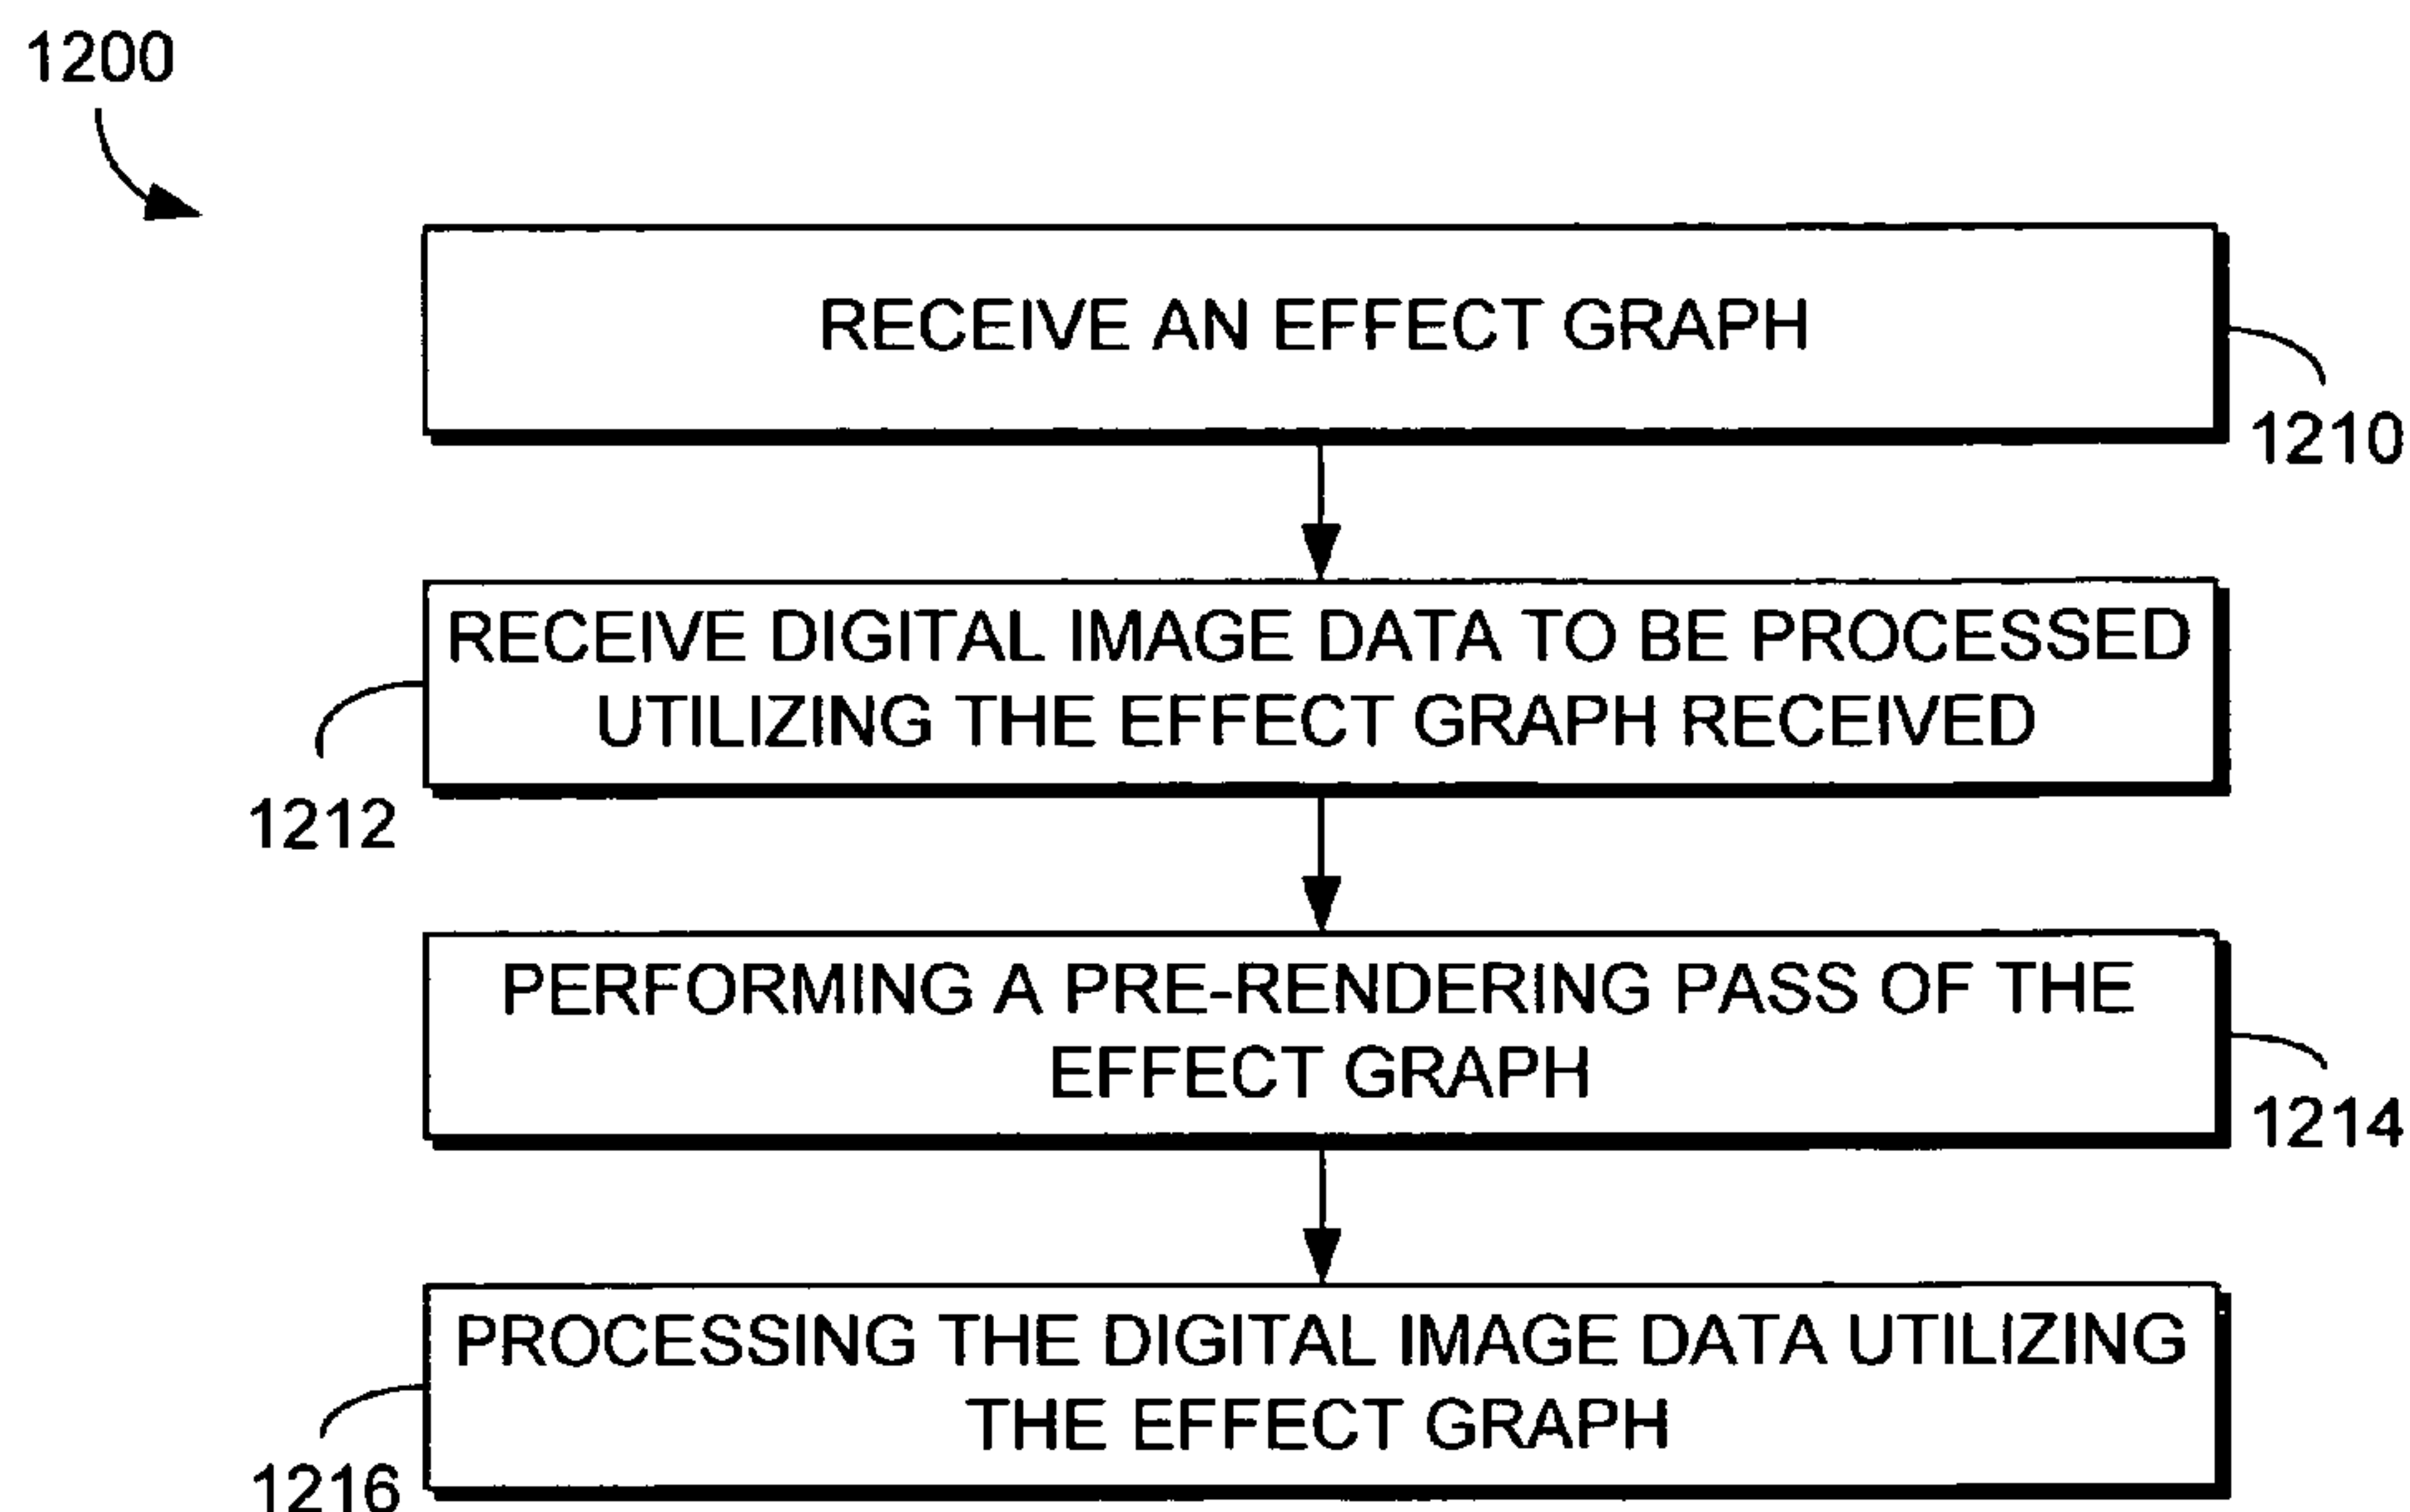 1200
RECEIVE AN EFFECT GRAPH
1210
RECEIVE DIGITAL IMAGE DATA TO BE PROCESSED
UTILIZING THE EFFECT GRAPH RECEIVED
1212
PERFORMING A PRE-RENDERING PASS OF THE
EFFECT GRAPH
1214
PROCESSING THE DIGITAL IMAGE DATA UTILIZING
THE EFFECT GRAPH
1216